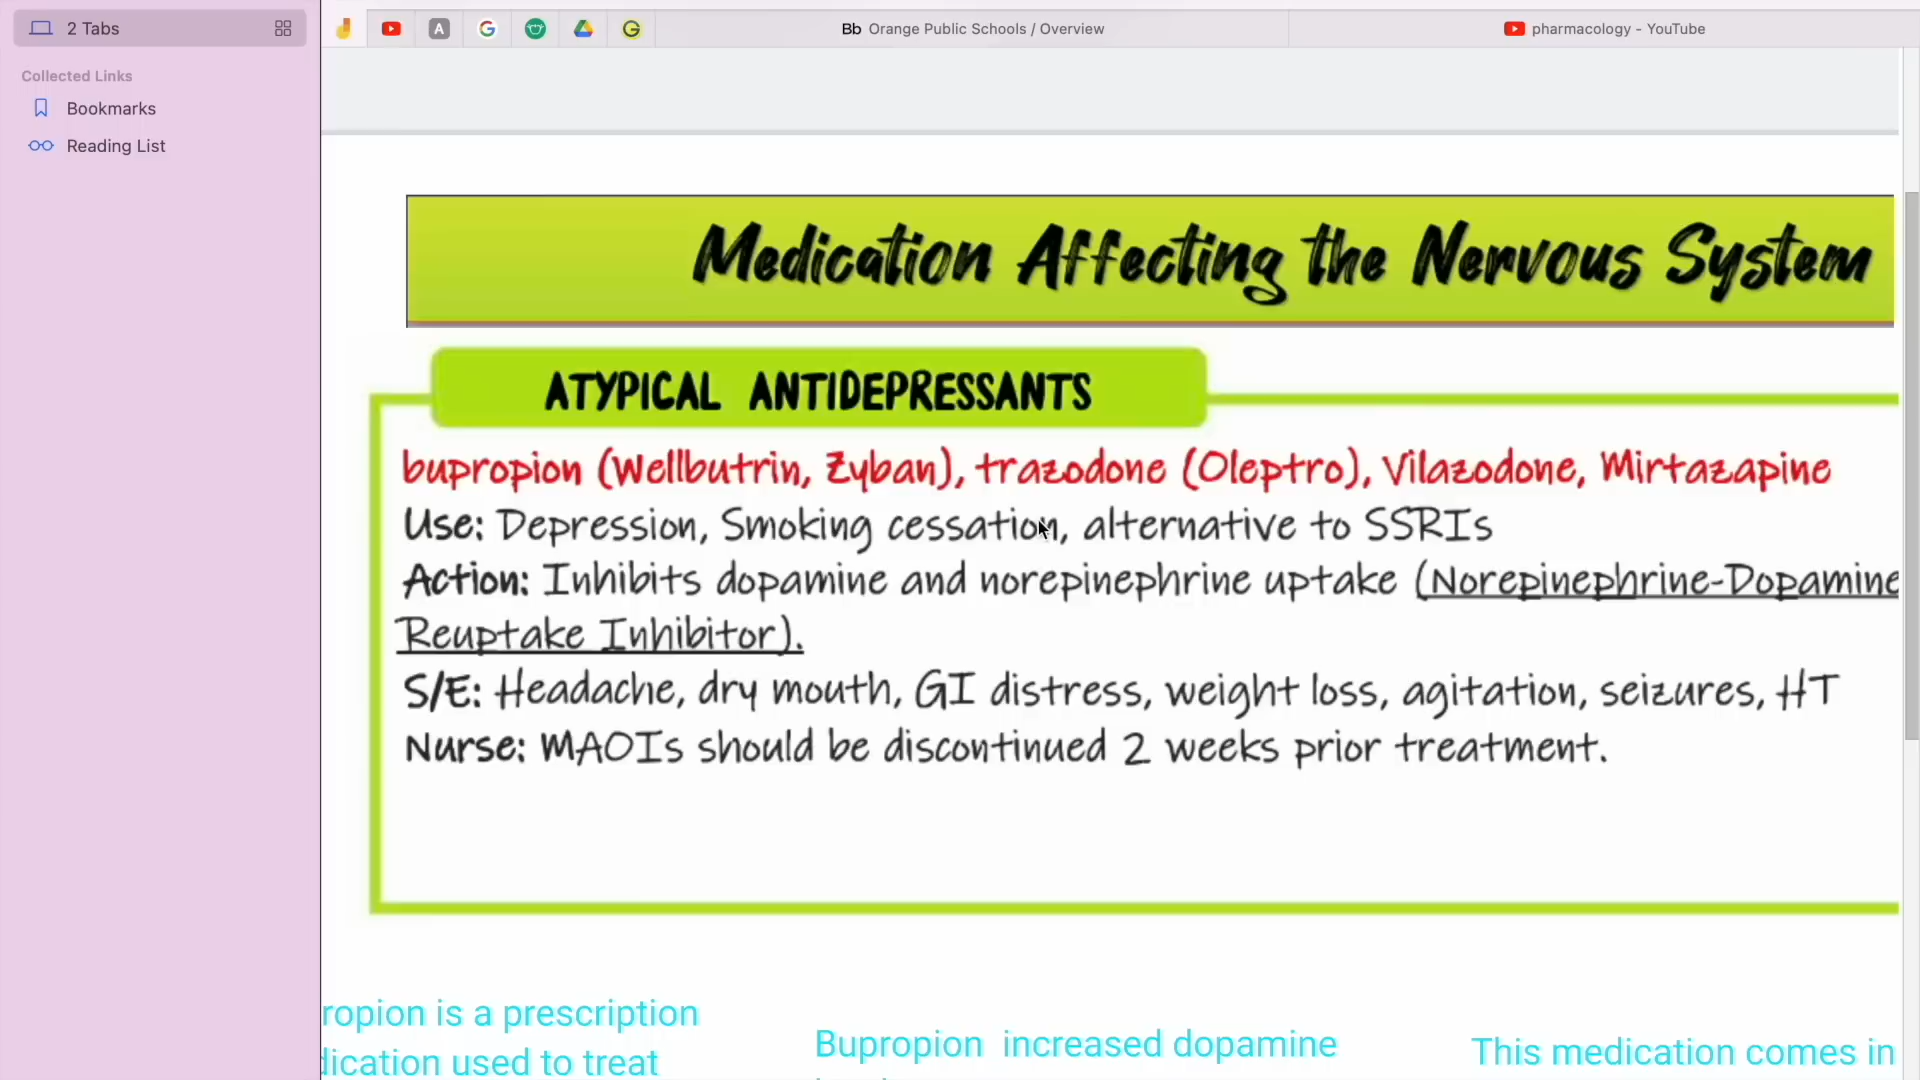 2 Tabs
Collected Links
Bookmarks
Reading List
A
G
G
Bb Orange Public Schools / Overview
pharmacology - YouTube
Medication Affecting the Nervous System
ATYPICAL ANTIDEPRESSANTS
bupropion (Wellbutrin, Zyban), trazodone (Oleptro), Vilazodone, Mirtazapine
Use: Depression, Smoking cessation, alternative to SSRIs
Action: Inhibits dopamine and norepinephrine uptake (Norepinephrine-Dopamine
Reuptake Inhibitor).
S/E: Headache, dry mouth, GI distress, weight loss, agitation, seizures, HT
Nurse: MAOIs should be discontinued 2 weeks prior treatment.
ropion is a prescription
dication used to treat
Bupropion increased dopamine
This medication comes in